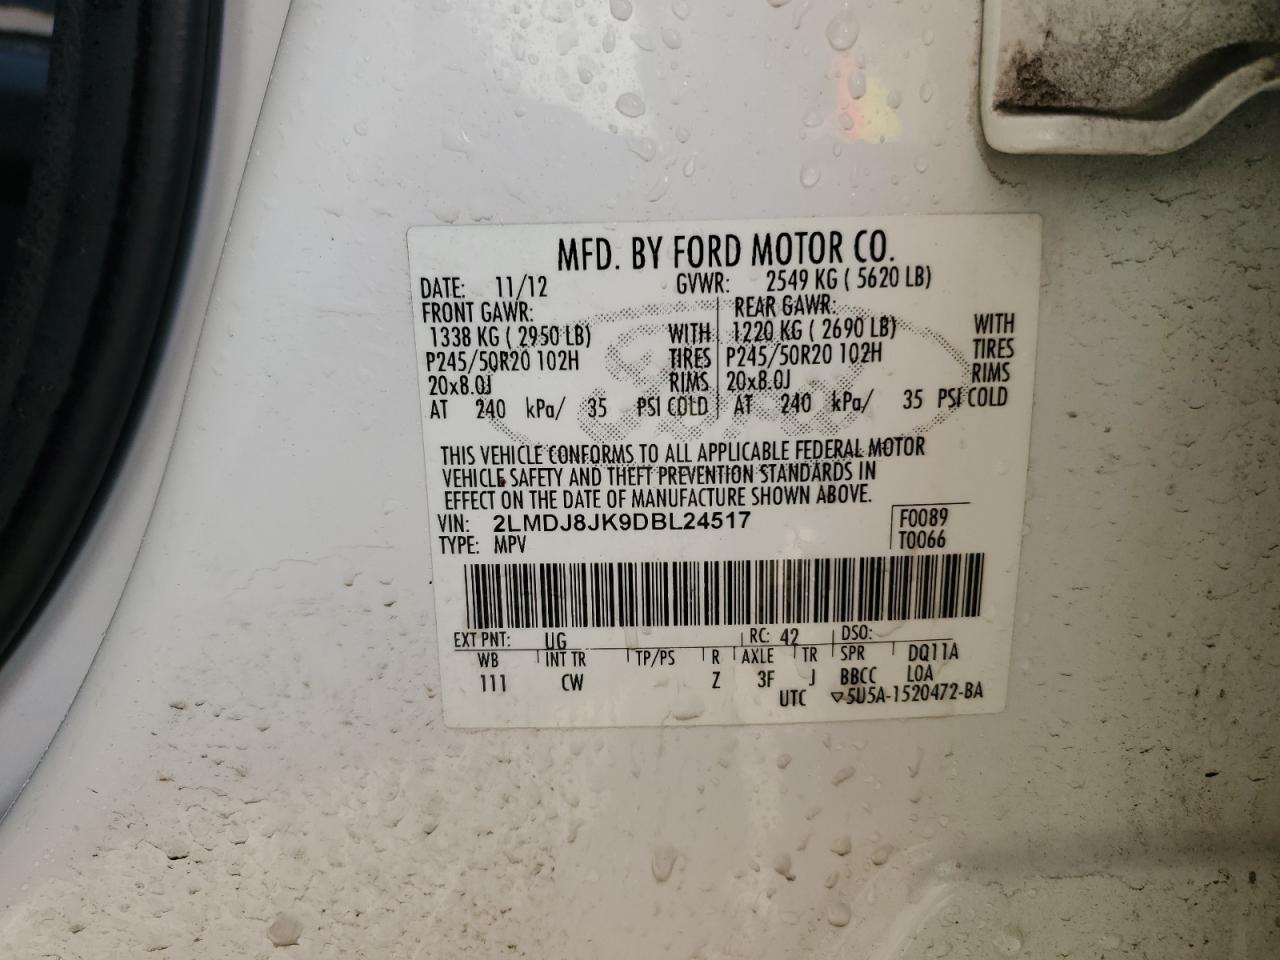 MFD. BY FORD MOTOR CO.
DATE: 11/12 GVWR: 2549 KG ( 5620 LB)
FRONT GAWR: REAR GAWR:
1338 KG ( 2950 LB) WITH 1220 KG ( 2690 LB) WITH
P245/50R20 102H TIRES P245/50R20 102H TIRES
20x8.0J RIMS 20x8.0J RIMS
AT 240 kPa/ 35 PSI COLD AT 240 kPa/ 35 PSI COLD
THIS VEHICLE CONFORMS TO ALL APPLICABLE FEDERAL MOTOR
VEHICLE SAFETY AND THEFT PREVENTION STANDARDS IN
EFFECT ON THE DATE OF MANUFACTURE SHOWN ABOVE.
VIN: 2LMDJ8JK9DBL24517 F0089
TYPE: MPV T0066
EXT PNT: UG RC: 42 DSO:
WB INT TR TP/PS R AXLE TR SPR DQ11A
111 CW Z 3F J BBCC LOA
UTC ▽5U5A-1520472-BA